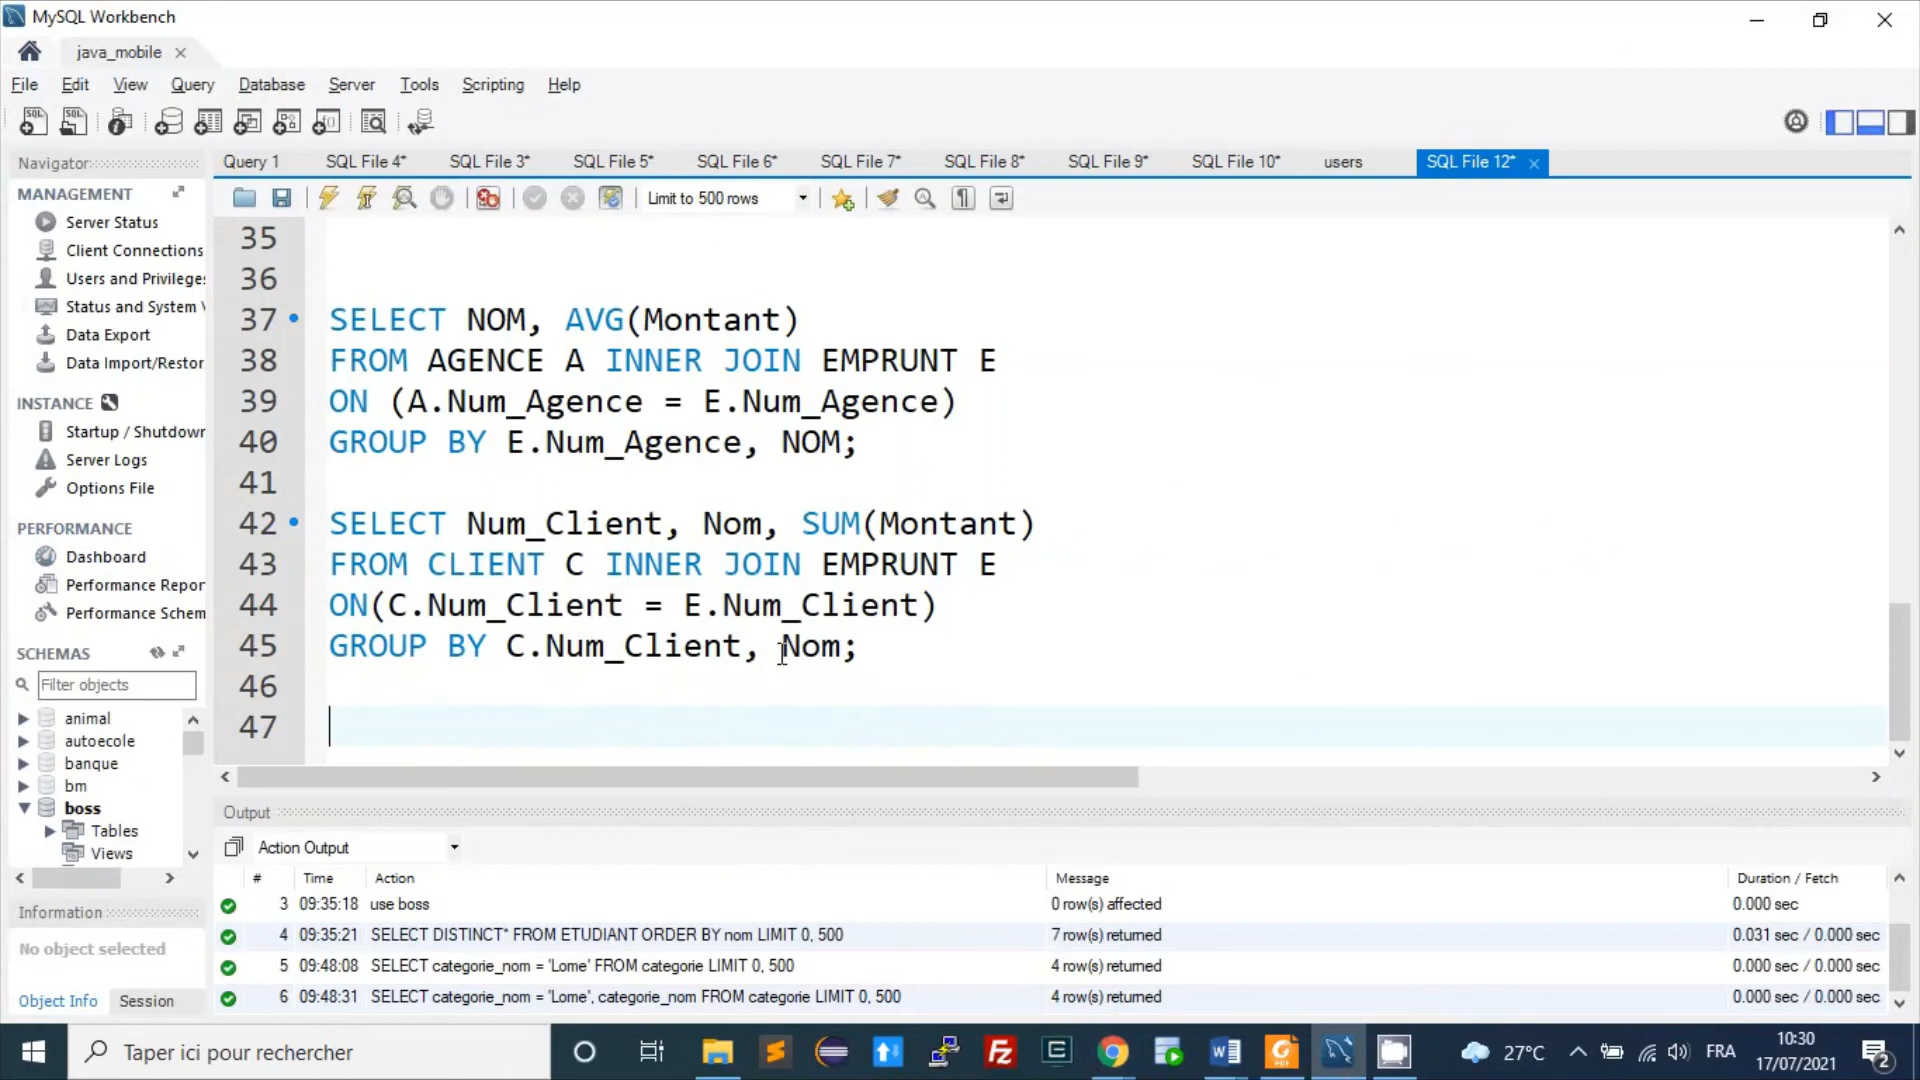 MySQL Workbench
java_mobile
File Edit View Query Database Server Tools Scripting Help
Navigator
Query 1 SQL File 4* SQL File 3* SQL File 5* SQL File 6* SQL File 7* SQL File 8* SQL File 9* SQL File 10* users SQL File 12*
MANAGEMENT
Server Status
Client Connections
Users and Privilege
Status and System
Data Export
Data Import/Restor
INSTANCE
Startup / Shutdown
Server Logs
Options File
PERFORMANCE
Dashboard
Performance Repor
Performance Schem
SCHEMAS
Filter objects
animal
autoecole
banque
bm
boss
Tables
Views
Information
No object selected
Object Info Session
Limit to 500 rows
35
36
37 SELECT NOM, AVG(Montant)
38 FROM AGENCE A INNER JOIN EMPRUNT E
39 ON (A.Num_Agence = E.Num_Agence)
40 GROUP BY E.Num_Agence, NOM;
41
42 SELECT Num_Client, Nom, SUM(Montant)
43 FROM CLIENT C INNER JOIN EMPRUNT E
44 ON(C.Num_Client = E.Num_Client)
45 GROUP BY C.Num_Client, Nom;
46
47
Output
Action Output
# Time Action Message Duration / Fetch
3 09:35:18 use boss 0 row(s) affected 0.000 sec
4 09:35:21 SELECT DISTINCT* FROM ETUDIANT ORDER BY nom LIMIT 0, 500 7 row(s) returned 0.031 sec / 0.000 sec
5 09:48:08 SELECT categorie_nom = 'Lome' FROM categorie LIMIT 0, 500 4 row(s) returned 0.000 sec / 0.000 sec
6 09:48:31 SELECT categorie_nom = 'Lome', categorie_nom FROM categorie LIMIT 0, 500 4 row(s) returned 0.000 sec / 0.000 sec
Taper ici pour rechercher
27°C
FRA
10:30
17/07/2021
2